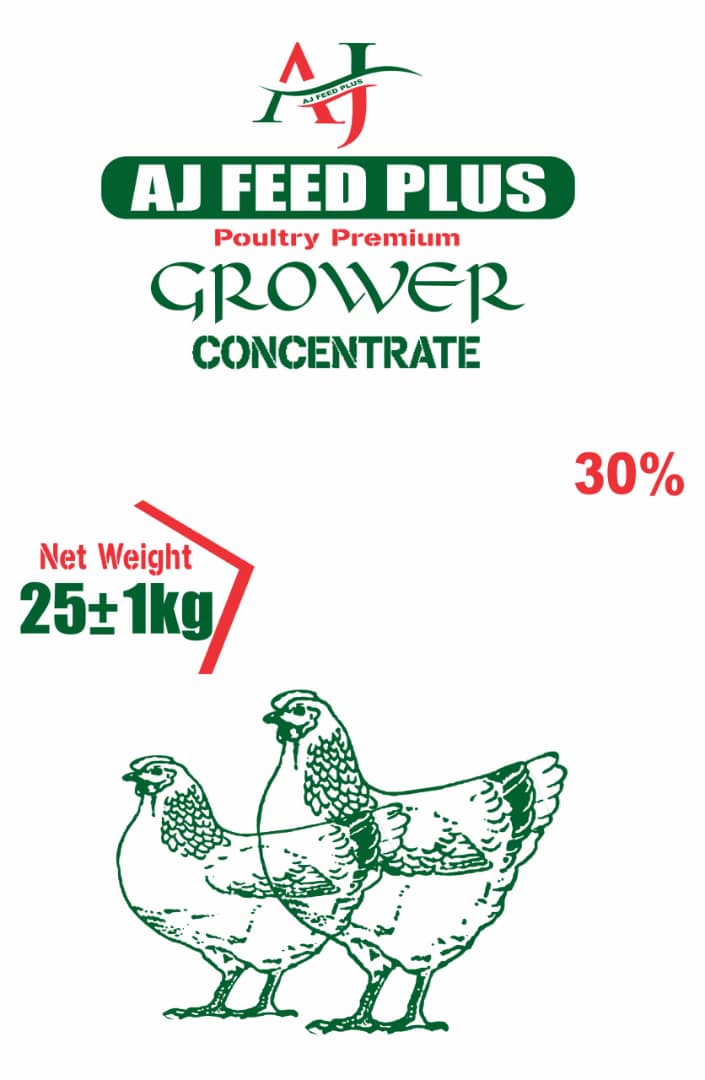 AJ
AJ FEED PLUS
AJ FEED PLUS
Poultry Premium
GROWER
CONCENTRATE
30%
Net Weight
25±1kg